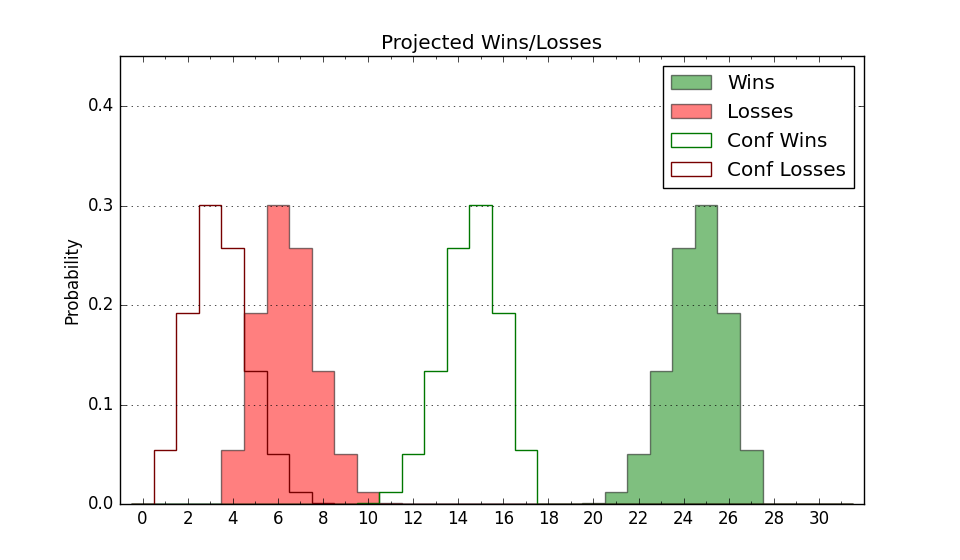 Projected Wins/Losses
Wins
Losses
Conf Wins
Conf Losses
Probability
0.4
0.3
0.2
0.1
0.0
0 2 4 6 8 10 12 14 16 18 20 22 24 26 28 30